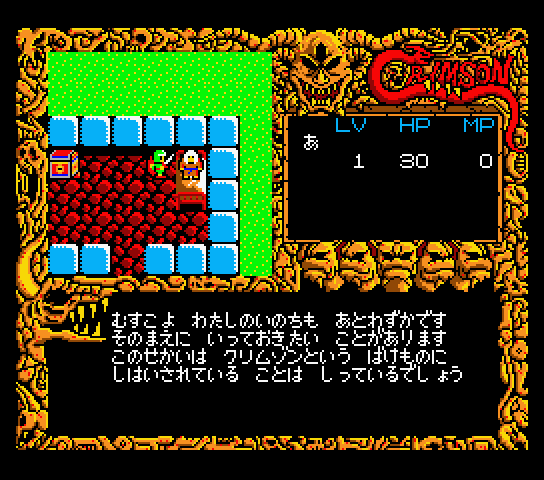 CRIMSON
LV HP MP
あ
1 30 0
むすこよ わたしのいのちも あとわずかです
そのまえに いっておきたい ことがあります
このせかいは クリムゾンという ばけものに
しはいされている ことは しっているでしょう